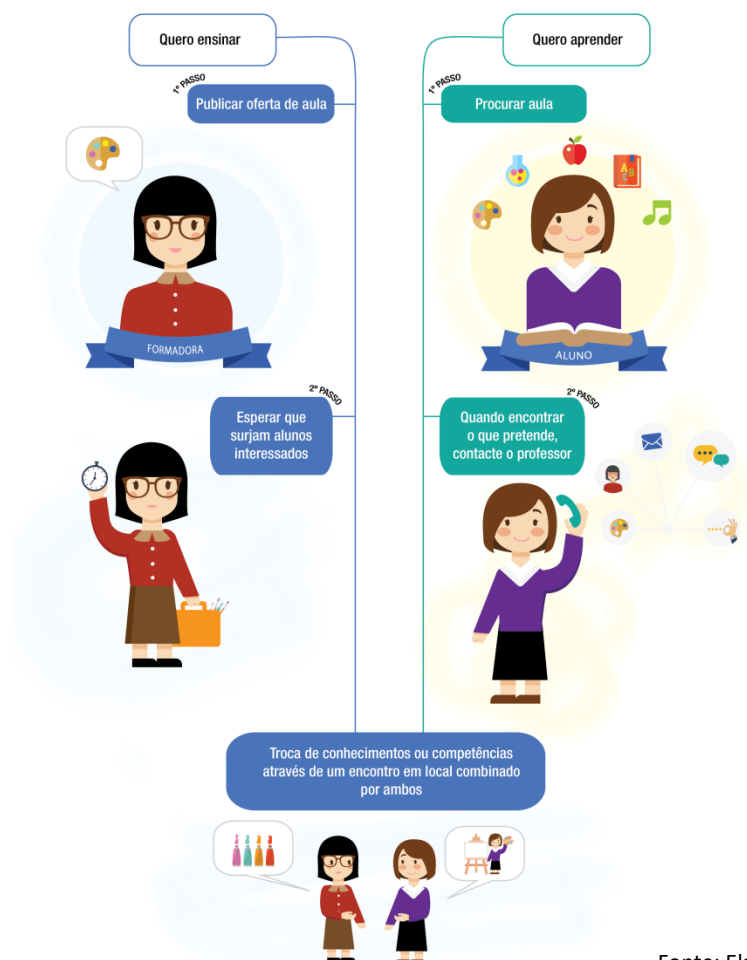 Quero ensinar
1º PASSO
Publicar oferta de aula
FORMADORA
2º PASSO
Esperar que
surjam alunos
interessados
Quero aprender
1º PASSO
Procurar aula
A
B
ALUNO
2º PASSO
Quando encontrar
o que pretende,
contacte o professor
Troca de conhecimentos ou competências
através de um encontro em local combinado
por ambos